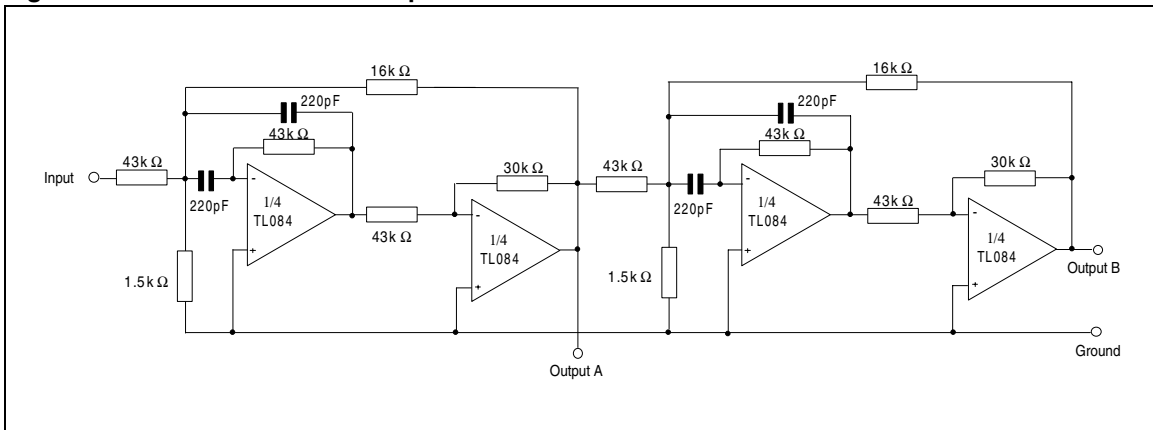 16k Ω
16k Ω
220pF
220pF
43k Ω
43k Ω
43k Ω
30k Ω
43k Ω
30k Ω
Input
-
-
220pF
1/4
TL084
-
220pF
1/4
TL084
43k Ω
-
43k Ω
1/4
TL084
1/4
TL084
+
+
Output B
1.5k Ω
1.5k Ω
+
+
Ground
Output A